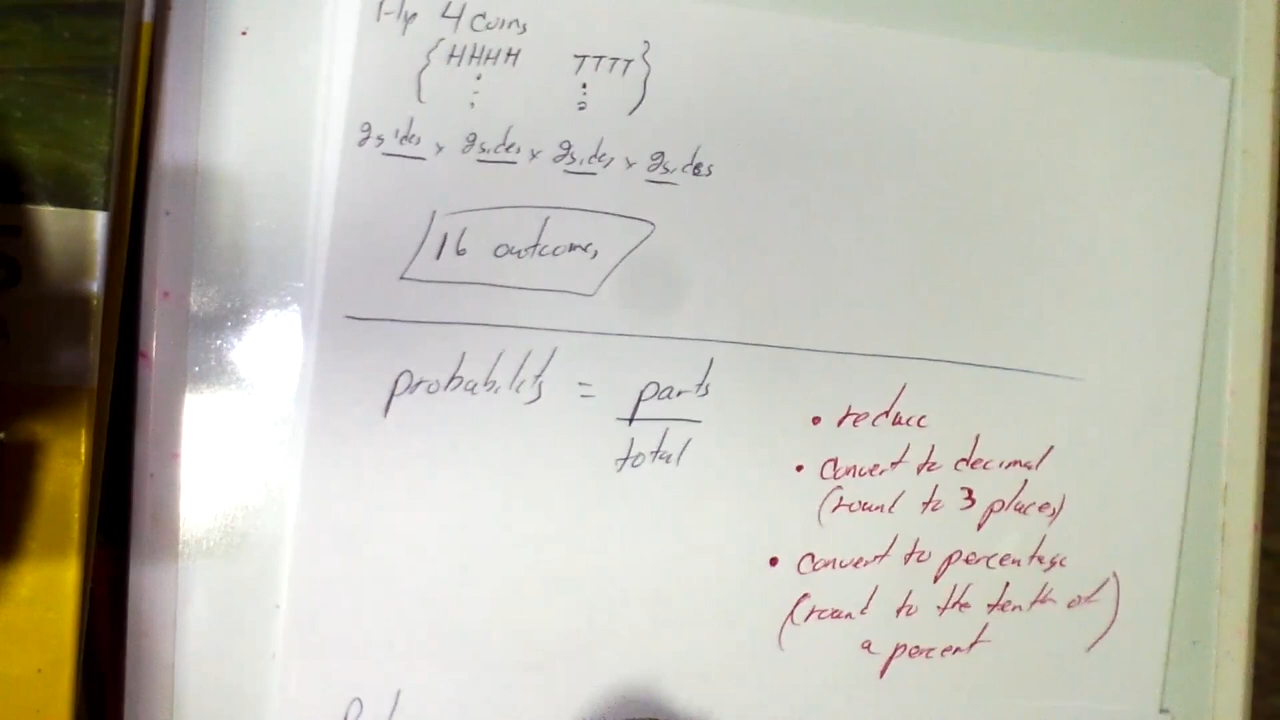 Flip 4 Coins
{HHHH TTTT}
2 sides x 2 sides x 2 sides x 2 sides
16 outcomes
probability = parts
total
• reduce
• convert to decimal
(round to 3 places)
• convert to percentage
(round to the tenth of
a percent)